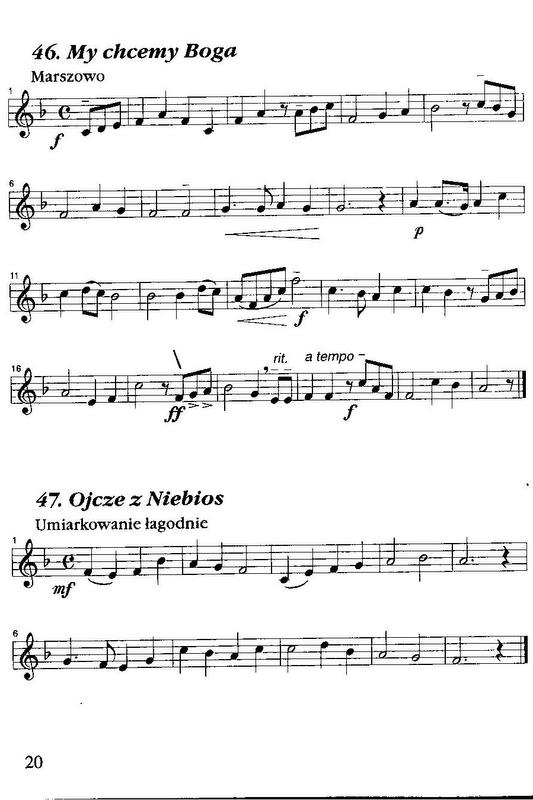 46. My chcemy Boga
Marszowo
1
f
6
p
11
f
16
ff
rit.
a tempo
f
47. Ojcze z Niebios
Umiarkowanie łagodnie
1
mf
6
20